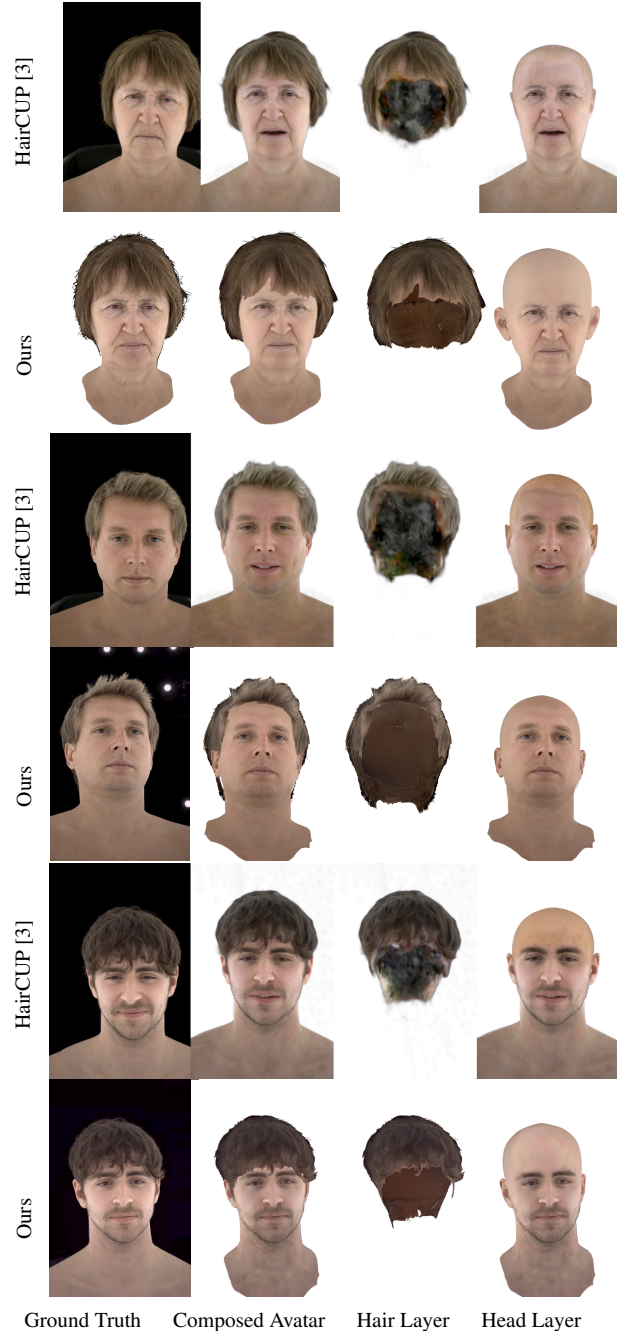 HairCUP [3]
Ours
HairCUP [3]
Ours
HairCUP [3]
Ours
Ground Truth Composed Avatar Hair Layer Head Layer